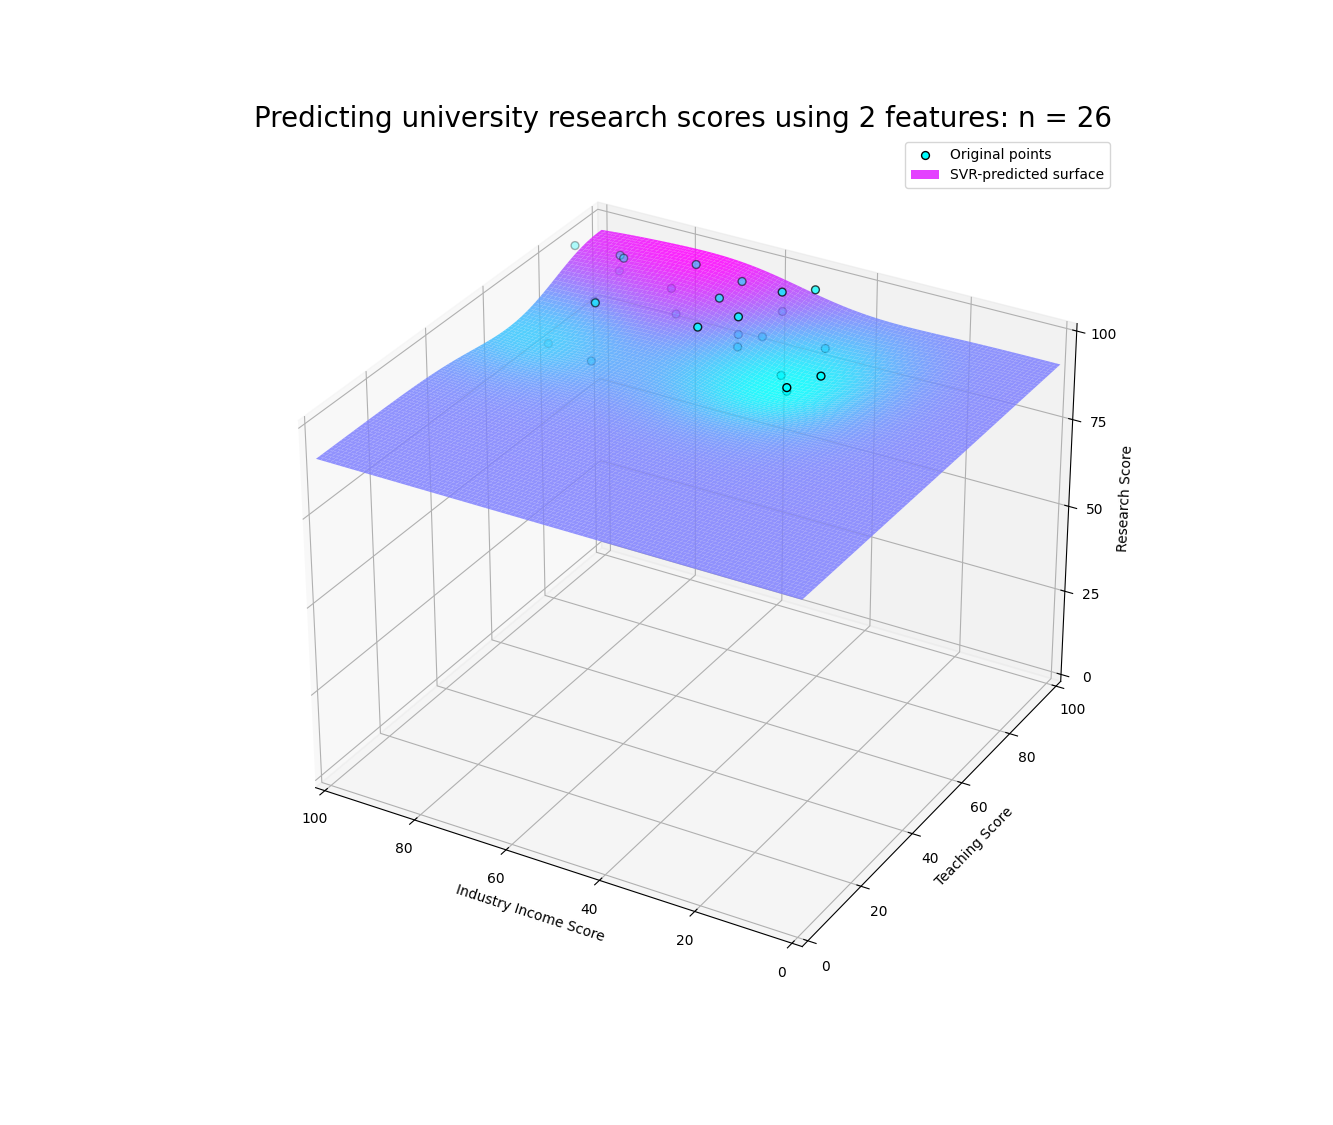 Predicting university research scores using 2 features: n = 26
Original points
SVR-predicted surface
100
75
50
25
0
Research Score
100
80
60
40
20
0
Teaching Score
100
80
60
40
20
0
Industry Income Score